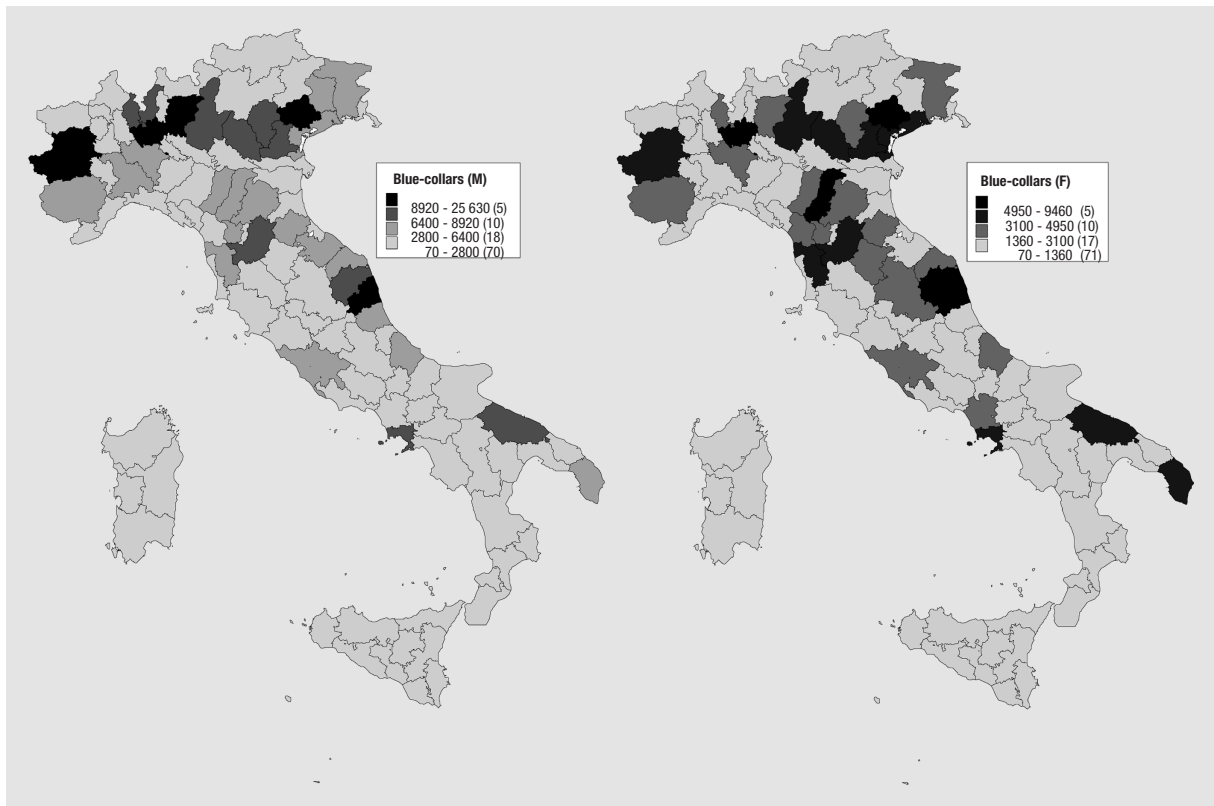 Blue-collars (M)
8920 - 25 630 (5)
6400 - 8920 (10)
2800 - 6400 (18)
70 - 2800 (70)
Blue-collars (F)
4950 - 9460 (5)
3100 - 4950 (10)
1360 - 3100 (17)
70 - 1360 (71)